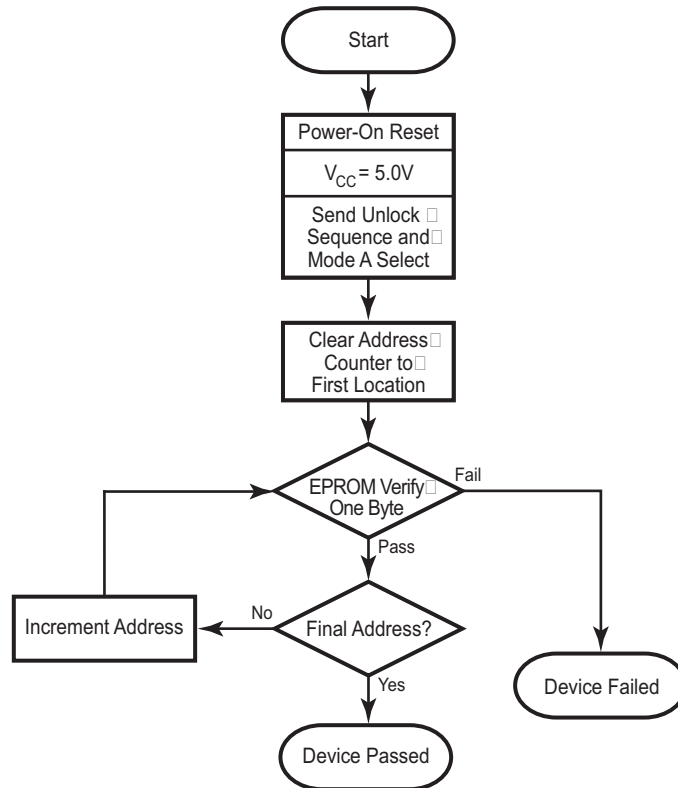 Start
Power-On Reset
VCC = 5.0V
Send Unlock
Sequence and
Mode A Select
Clear Address
Counter to
First Location
EPROM Verify
One Byte
Fail
Pass
Increment Address
No
Final Address?
Yes
Device Failed
Device Passed